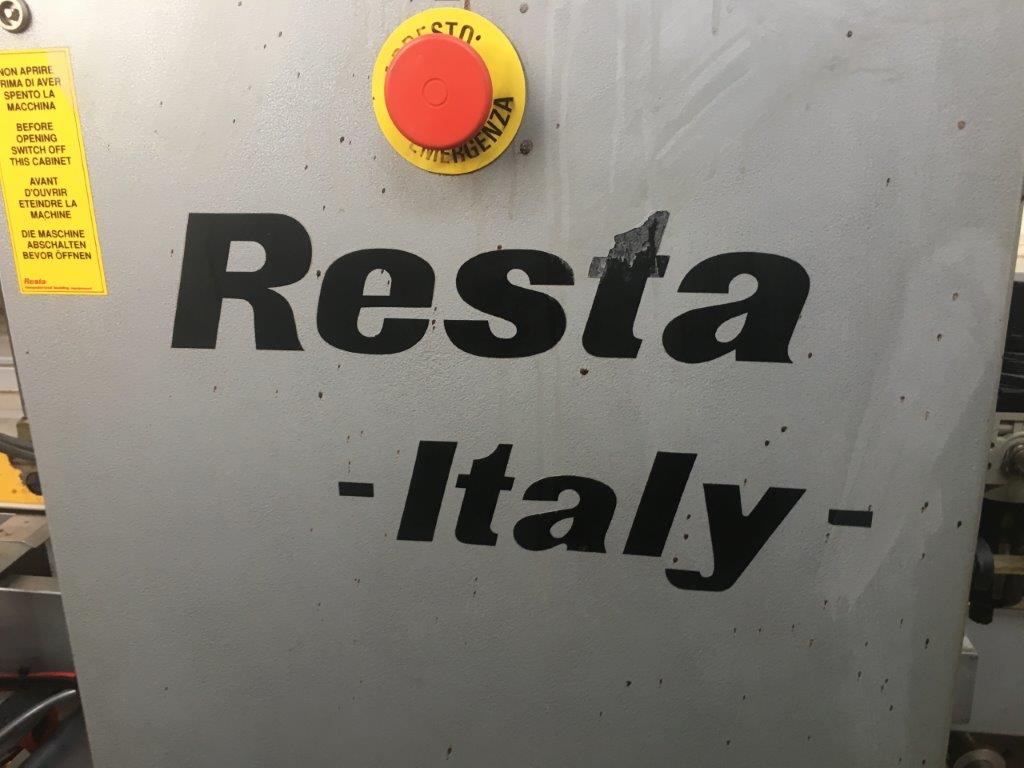 ARRESTO:
EMERGENZA
NON APRIRE
PRIMA DI AVER
SPENTO LA
MACCHINA
BEFORE
OPENING
SWITCH OFF
THIS CABINET
AVANT
D'OUVRIR
ETEINDRE LA
MACHINE
DIE MASCHINE
ABSCHALTEN
BEVOR ÖFFNEN
Resta
Resta
- Italy -